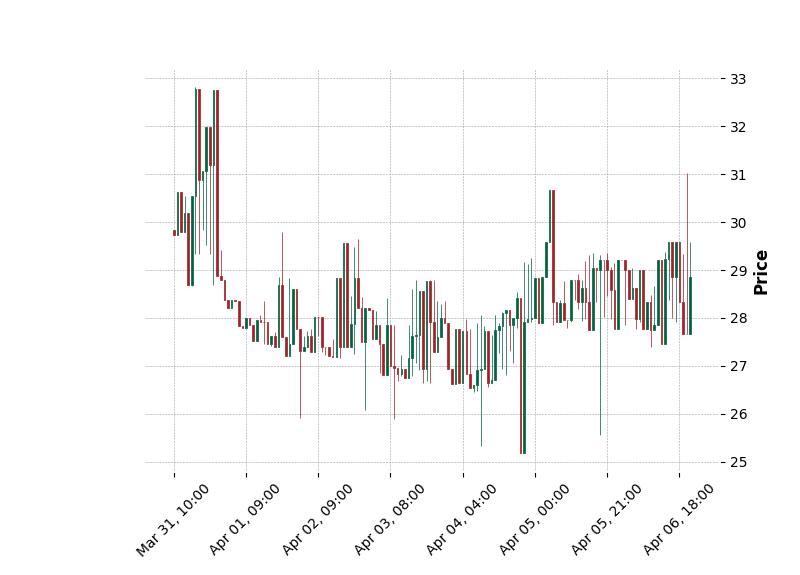 33
32
31
30
29
28
27
26
25
Price
Mar 31, 10:00
Apr 01, 09:00
Apr 02, 09:00
Apr 03, 08:00
Apr 04, 04:00
Apr 05, 00:00
Apr 05, 21:00
Apr 06, 18:00